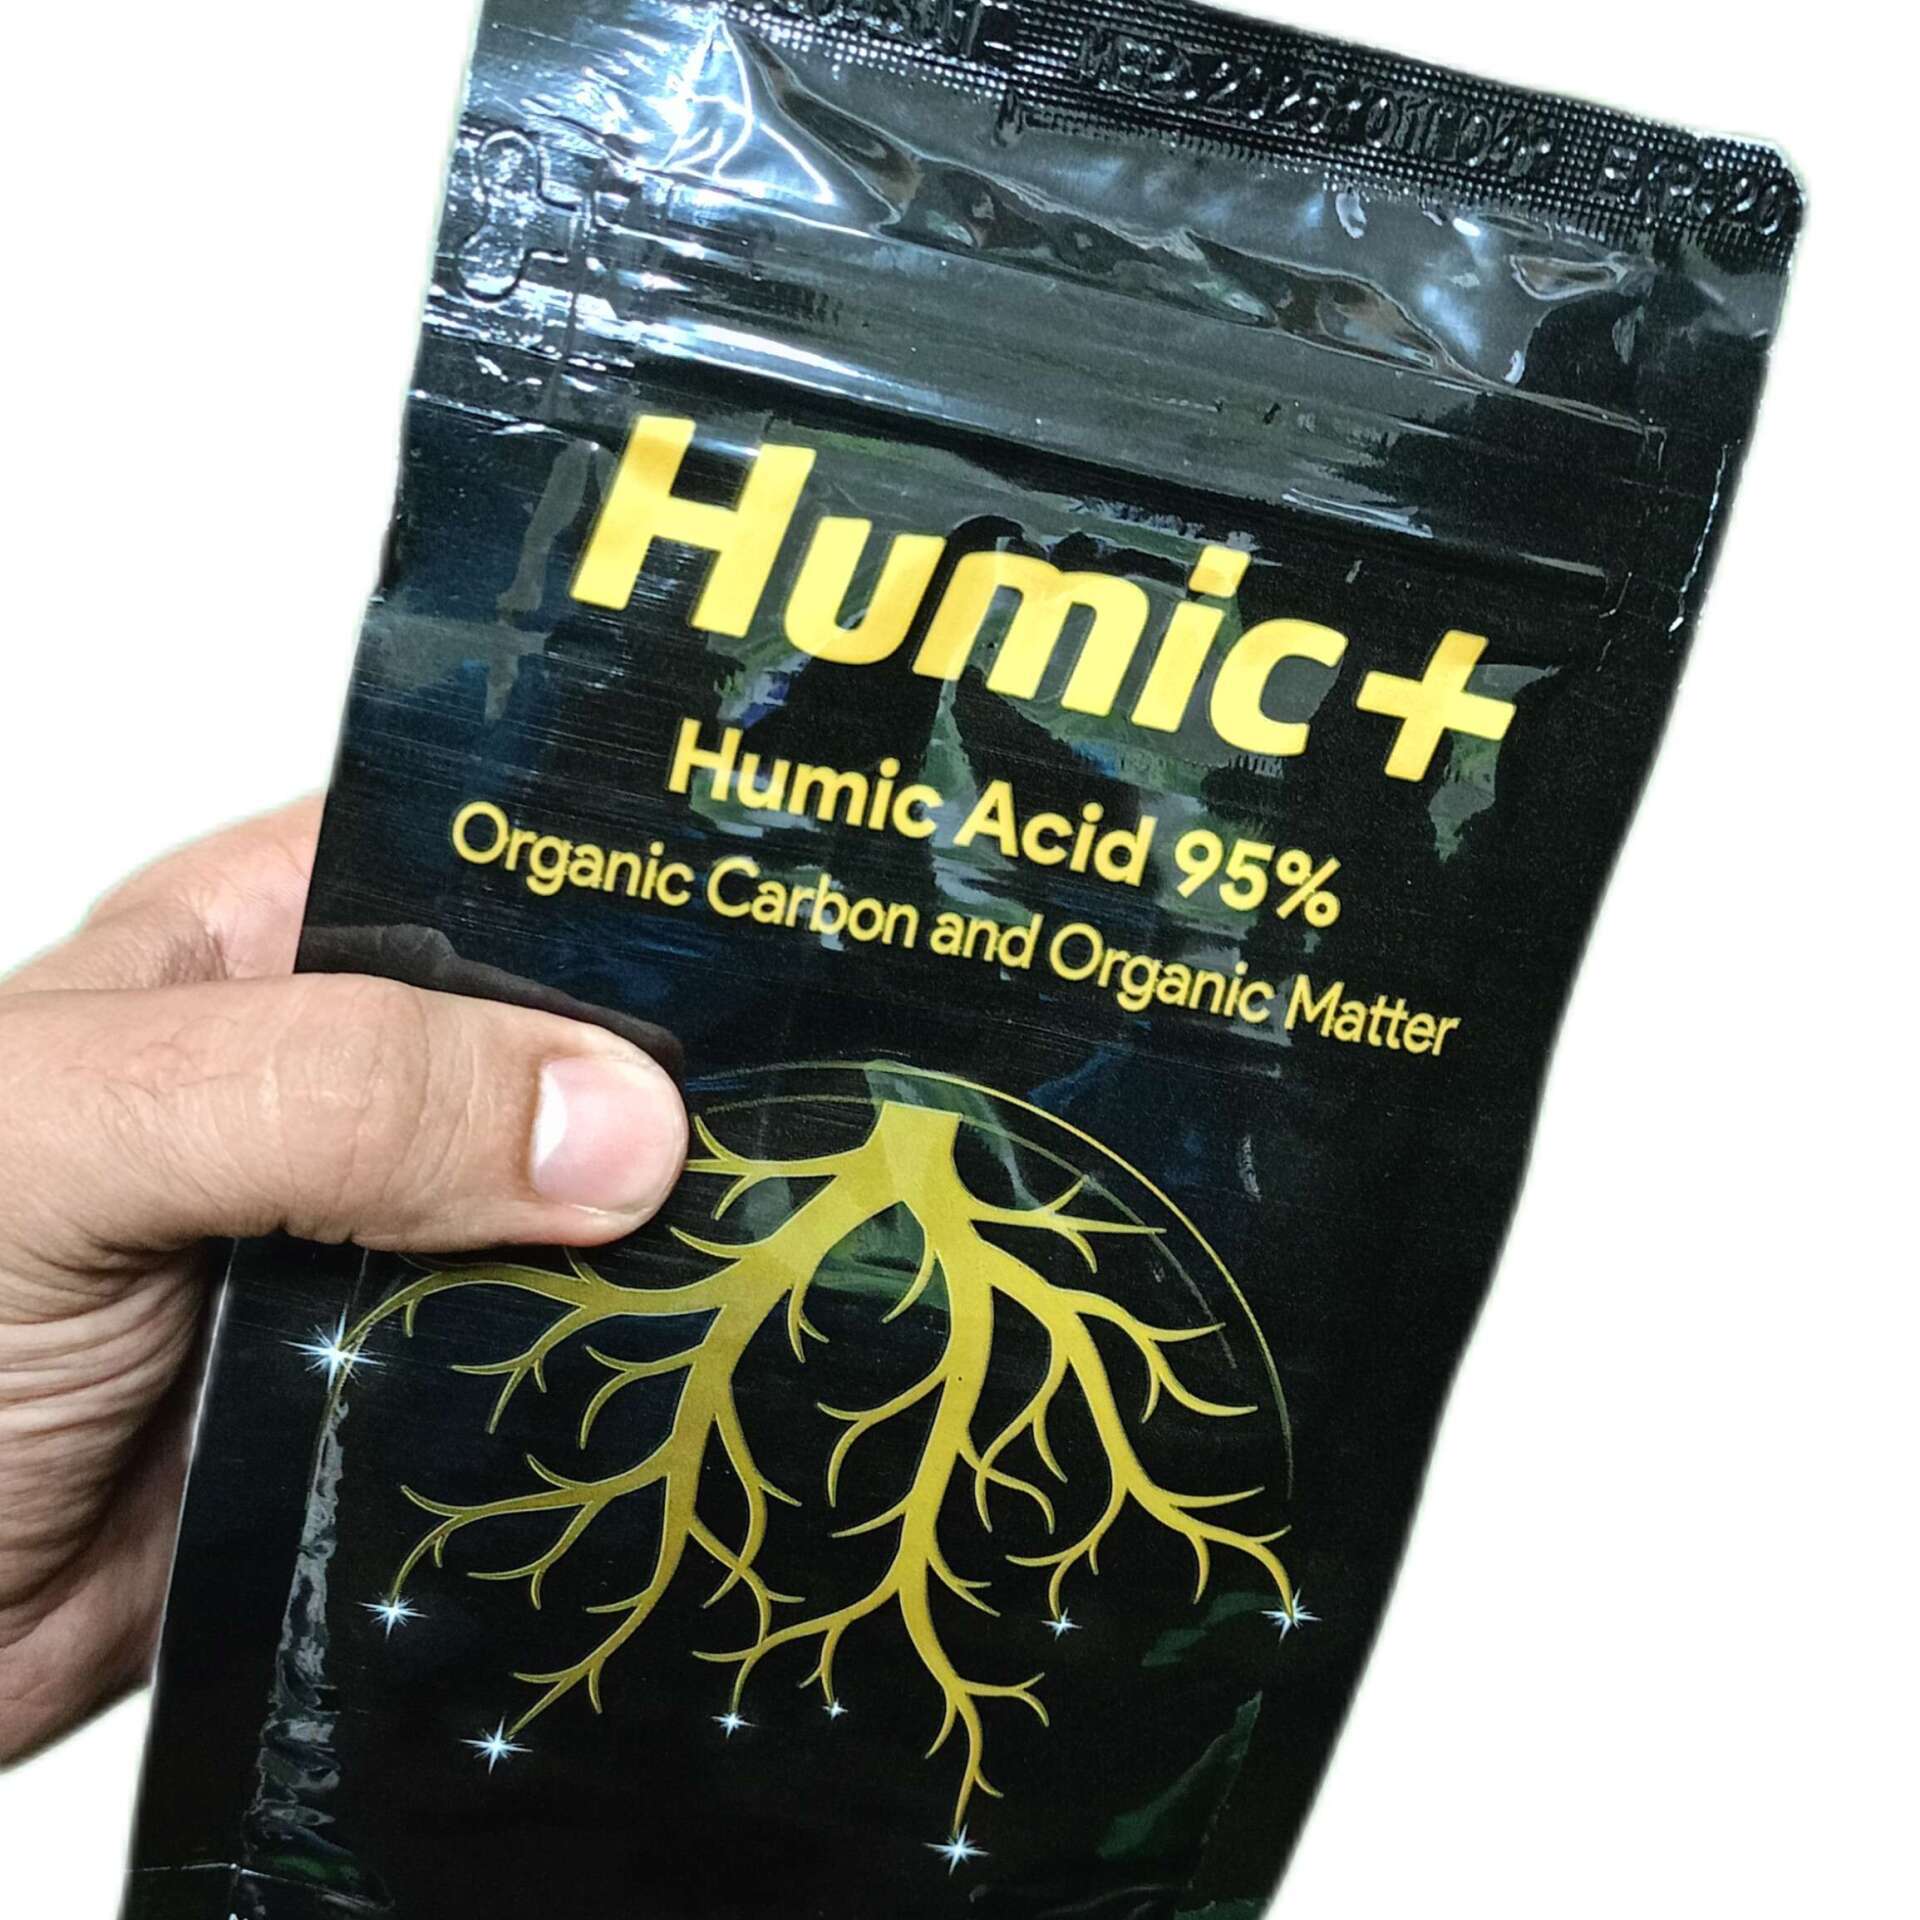 Humic+
Humic Acid 95%
Organic Carbon and Organic Matter